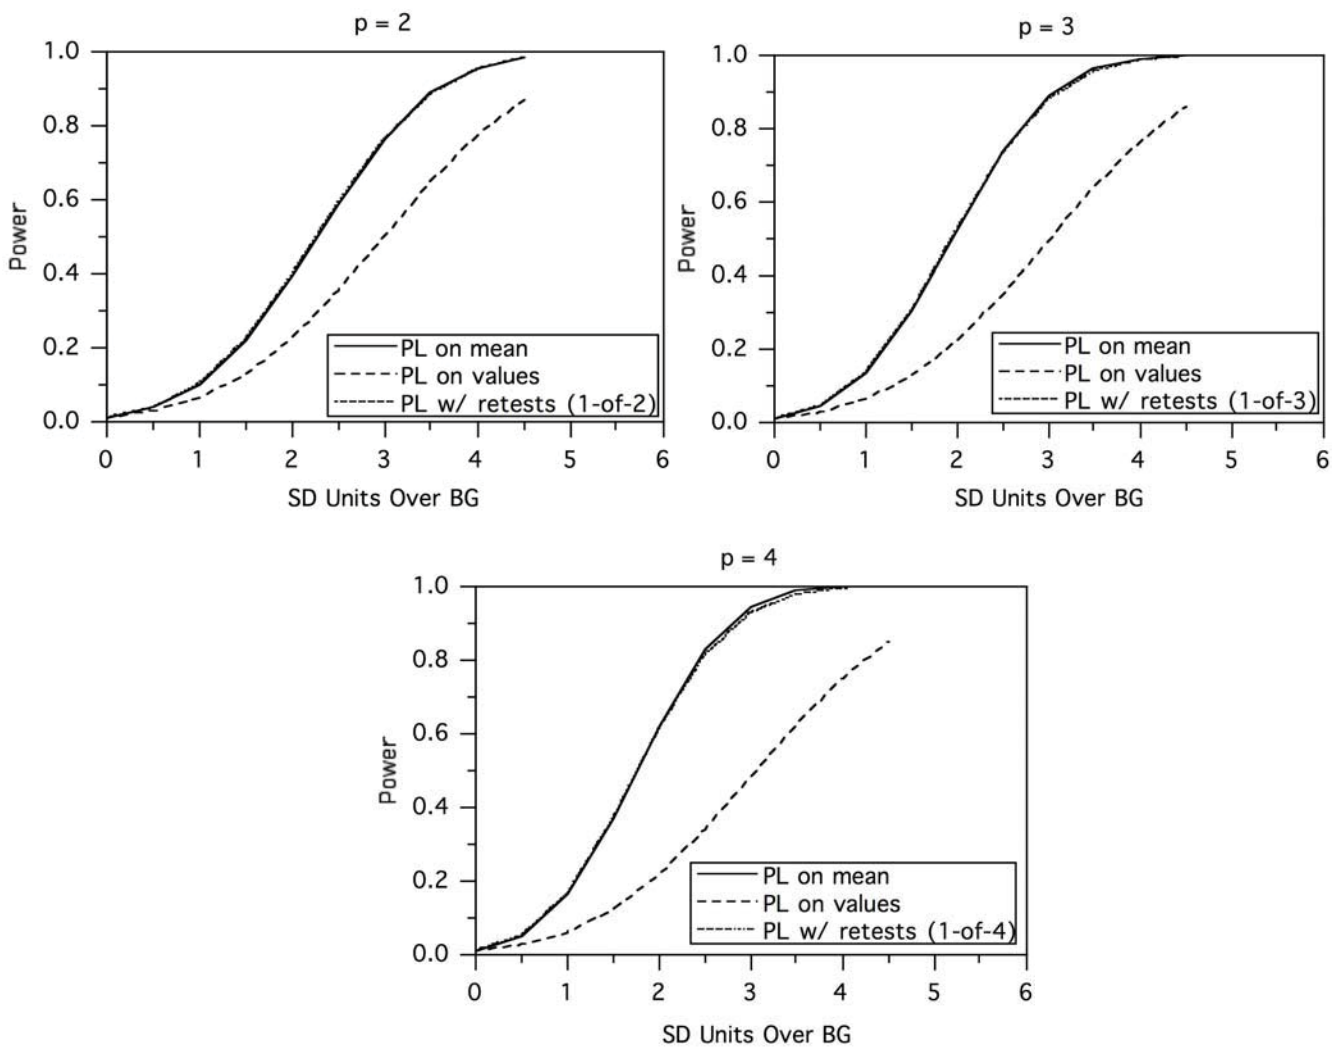 p = 2
1.0
0.8
0.6
0.4
0.2
0.0
Power
PL on mean
PL on values
PL w/ retests (1-of-2)
0 1 2 3 4 5 6
SD Units Over BG
p = 3
1.0
0.8
0.6
0.4
0.2
0.0
Power
PL on mean
PL on values
PL w/ retests (1-of-3)
0 1 2 3 4 5 6
SD Units Over BG
p = 4
1.0
0.8
0.6
0.4
0.2
0.0
Power
PL on mean
PL on values
PL w/ retests (1-of-4)
0 1 2 3 4 5 6
SD Units Over BG